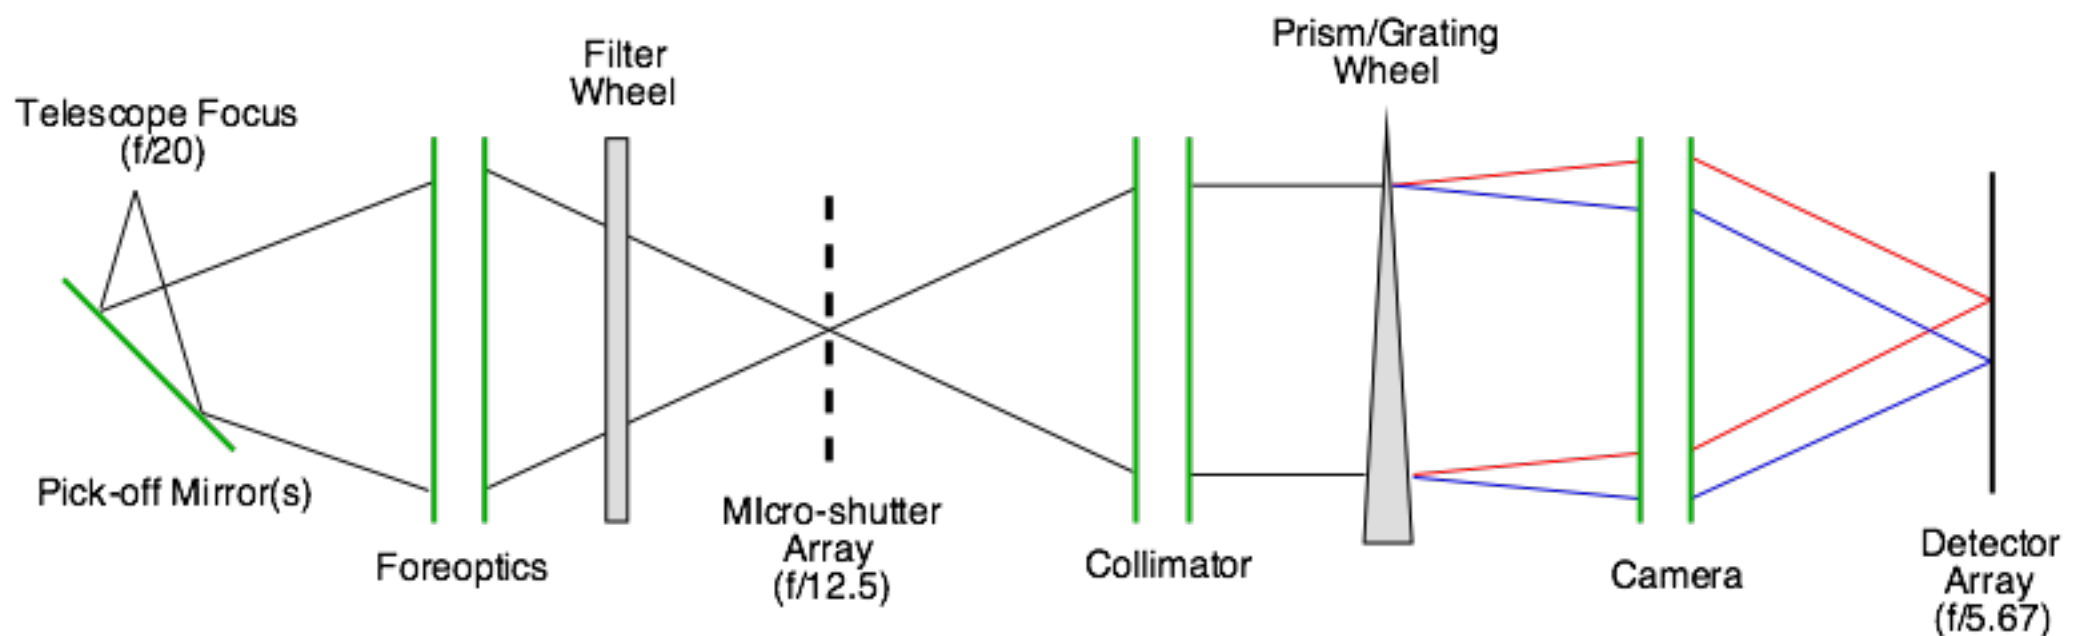 Telescope Focus
(f/20)
Pick-off Mirror(s)
Foreoptics
Filter
Wheel
MIcro-shutter
Array
(f/12.5)
Collimator
Prism/Grating
Wheel
Camera
Detector
Array
(f/5.67)